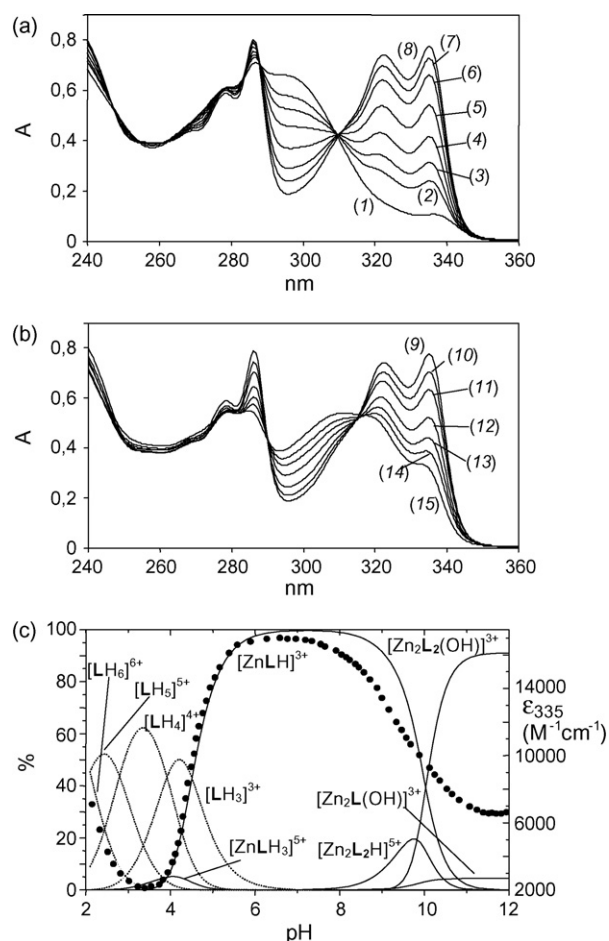 (a)
0,8
0,6
A
0,4
0,2
0
(8)
(7)
(6)
(5)
(4)
(3)
(2)
(1)
240 260 280 300 320 340 360
nm
(b)
0,8
0,6
A
0,4
0,2
0
(9)
(10)
(11)
(12)
(13)
(14)
(15)
240 260 280 300 320 340 360
nm
(c)
100
80
60
%
40
20
0
[LH6]6+
[LH5]5+
[LH4]4+
[LH3]3+
[ZnLH3]5+
[ZnLH]3+
[Zn2L2(OH)]3+
[Zn2L(OH)]3+
[Zn2L2H]5+
14000
ε335
(M-1cm-1)
10000
6000
2000
2 4 6 8 10 12
pH